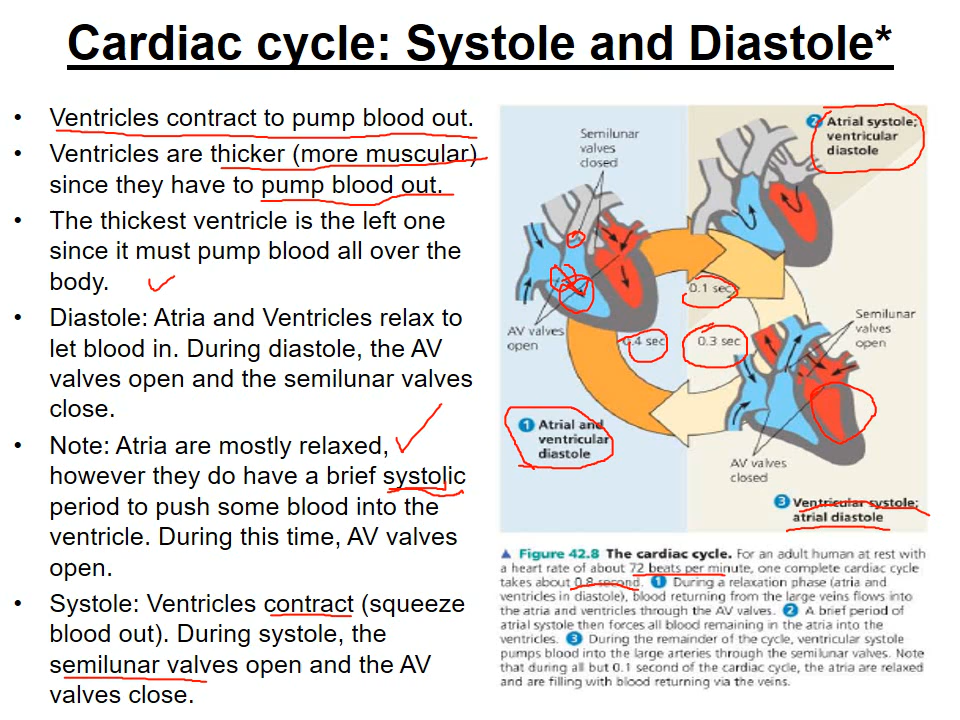 Cardiac cycle: Systole and Diastole*
• Ventricles contract to pump blood out.
• Ventricles are thicker (more muscular)
since they have to pump blood out.
• The thickest ventricle is the left one
since it must pump blood all over the
body.
• Diastole: Atria and Ventricles relax to
let blood in. During diastole, the AV
valves open and the semilunar valves
close.
• Note: Atria are mostly relaxed,
however they do have a brief systolic
period to push some blood into the
ventricle. During this time, AV valves
open.
• Systole: Ventricles contract (squeeze
blood out). During systole, the
semilunar valves open and the AV
valves close.
Semilunar
valves
closed
2 Atrial systole;
ventricular
diastole
0.1 sec
Semilunar
valves
open
AV valves
open
0.4 sec
0.3 sec
1 Atrial and
ventricular
diastole
AV valves
closed
3 Ventricular systole;
atrial diastole
▲ Figure 42.8 The cardiac cycle. For an adult human at rest with
a heart rate of about 72 beats per minute, one complete cardiac cycle
takes about 0.8 second. 1 During a relaxation phase (atria and
ventricles in diastole), blood returning from the large veins flows into
the atria and ventricles through the AV valves. 2 A brief period of
atrial systole then forces all blood remaining in the atria into the
ventricles. 3 During the remainder of the cycle, ventricular systole
pumps blood into the large arteries through the semilunar valves. Note
that during all but 0.1 second of the cardiac cycle, the atria are relaxed
and are filling with blood returning via the veins.